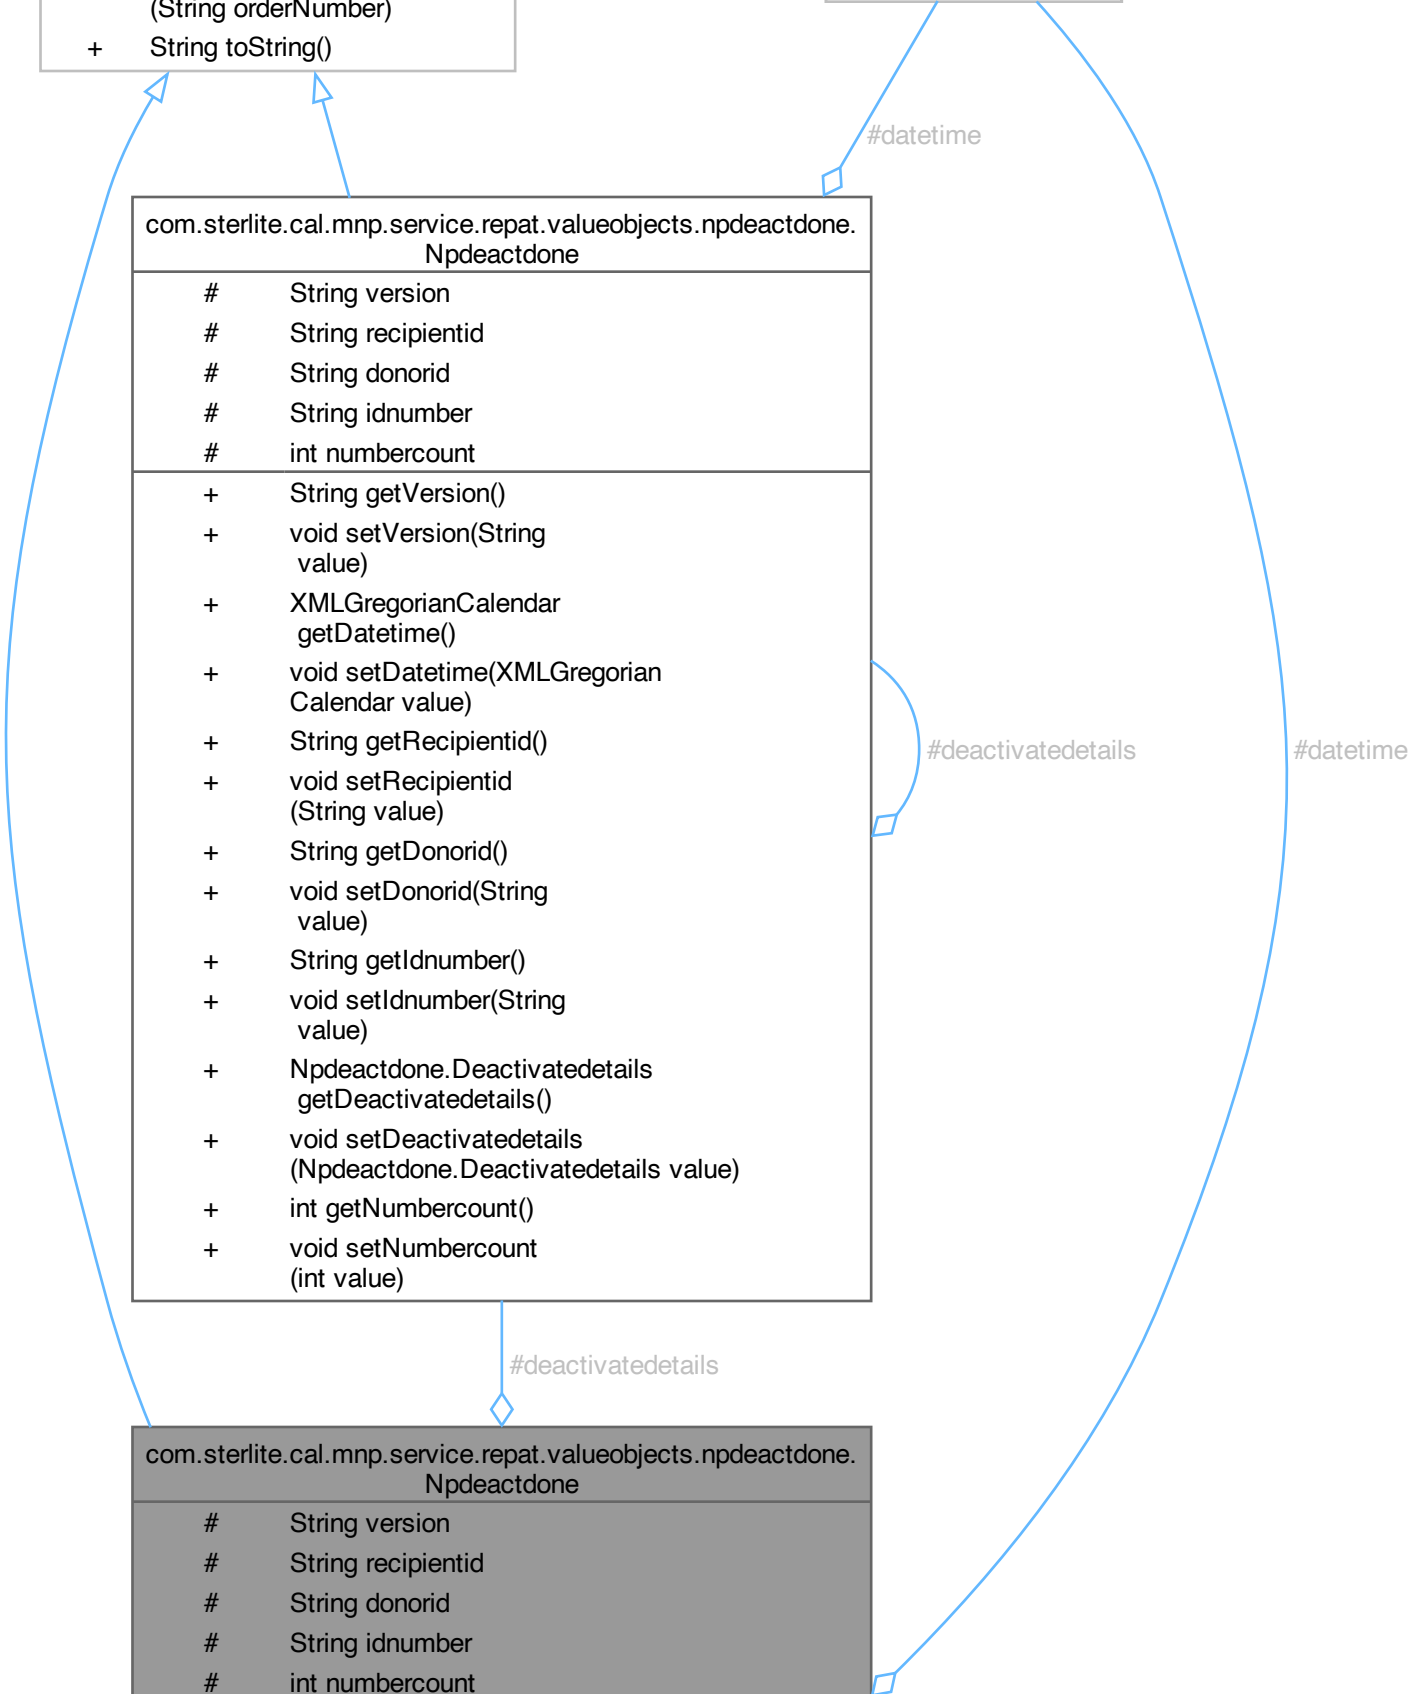 (String orderNumber)
+ String toString()
#datetime
com.sterlite.cal.mnp.service.repat.valueobjects.npdeactdone.
Npdeactdone
# String version
# String recipientid
# String donorid
# String idnumber
# int numbercount
+ String getVersion()
+ void setVersion(String
value)
+ XMLGregorianCalendar
getDatetime()
+ void setDatetime(XMLGregorian
Calendar value)
+ String getRecipientid()
+ void setRecipientid
(String value)
+ String getDonorid()
+ void setDonorid(String
value)
+ String getIdnumber()
+ void setIdnumber(String
value)
+ Npdeactdone.Deactivatedetails
getDeactivatedetails()
+ void setDeactivatedetails
(Npdeactdone.Deactivatedetails value)
+ int getNumbercount()
+ void setNumbercount
(int value)
#deactivatedetails
#datetime
#deactivatedetails
com.sterlite.cal.mnp.service.repat.valueobjects.npdeactdone.
Npdeactdone
# String version
# String recipientid
# String donorid
# String idnumber
# int numbercount